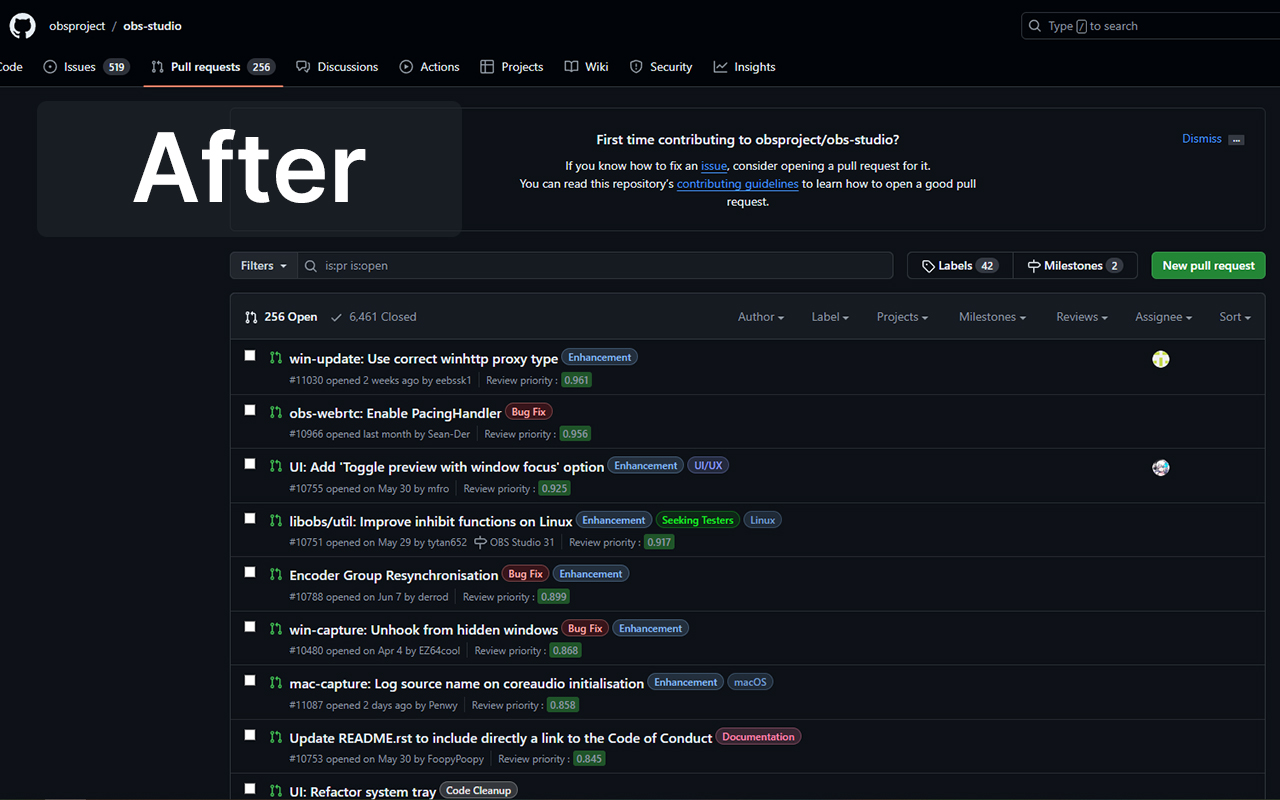 obsproject / obs-studio
Type / to search
Code
Issues 519
Pull requests 256
Discussions
Actions
Projects
Wiki
Security
Insights
After
First time contributing to obsproject/obs-studio?
Dismiss ...
If you know how to fix an issue, consider opening a pull request for it.
You can read this repository's contributing guidelines to learn how to open a good pull
request.
Filters
is:pr is:open
Labels 42
Milestones 2
New pull request
256 Open
6,461 Closed
Author
Label
Projects
Milestones
Reviews
Assignee
Sort
win-update: Use correct winhttp proxy type Enhancement
#11030 opened 2 weeks ago by eebssk1 Review priority : 0.961
obs-webrtc: Enable PacingHandler Bug Fix
#10966 opened last month by Sean-Der Review priority : 0.956
UI: Add 'Toggle preview with window focus' option Enhancement UI/UX
#10755 opened on May 30 by mfro Review priority : 0.925
libobs/util: Improve inhibit functions on Linux Enhancement Seeking Testers Linux
#10751 opened on May 29 by tytan652 OBS Studio 31 Review priority : 0.917
Encoder Group Resynchronisation Bug Fix Enhancement
#10788 opened on Jun 7 by derrod Review priority : 0.899
win-capture: Unhook from hidden windows Bug Fix Enhancement
#10480 opened on Apr 4 by EZ64cool Review priority : 0.868
mac-capture: Log source name on coreaudio initialisation Enhancement macOS
#11087 opened 2 days ago by Penwy Review priority : 0.858
Update README.rst to include directly a link to the Code of Conduct Documentation
#10753 opened on May 30 by FoopyPoopy Review priority : 0.845
UI: Refactor system tray Code Cleanup